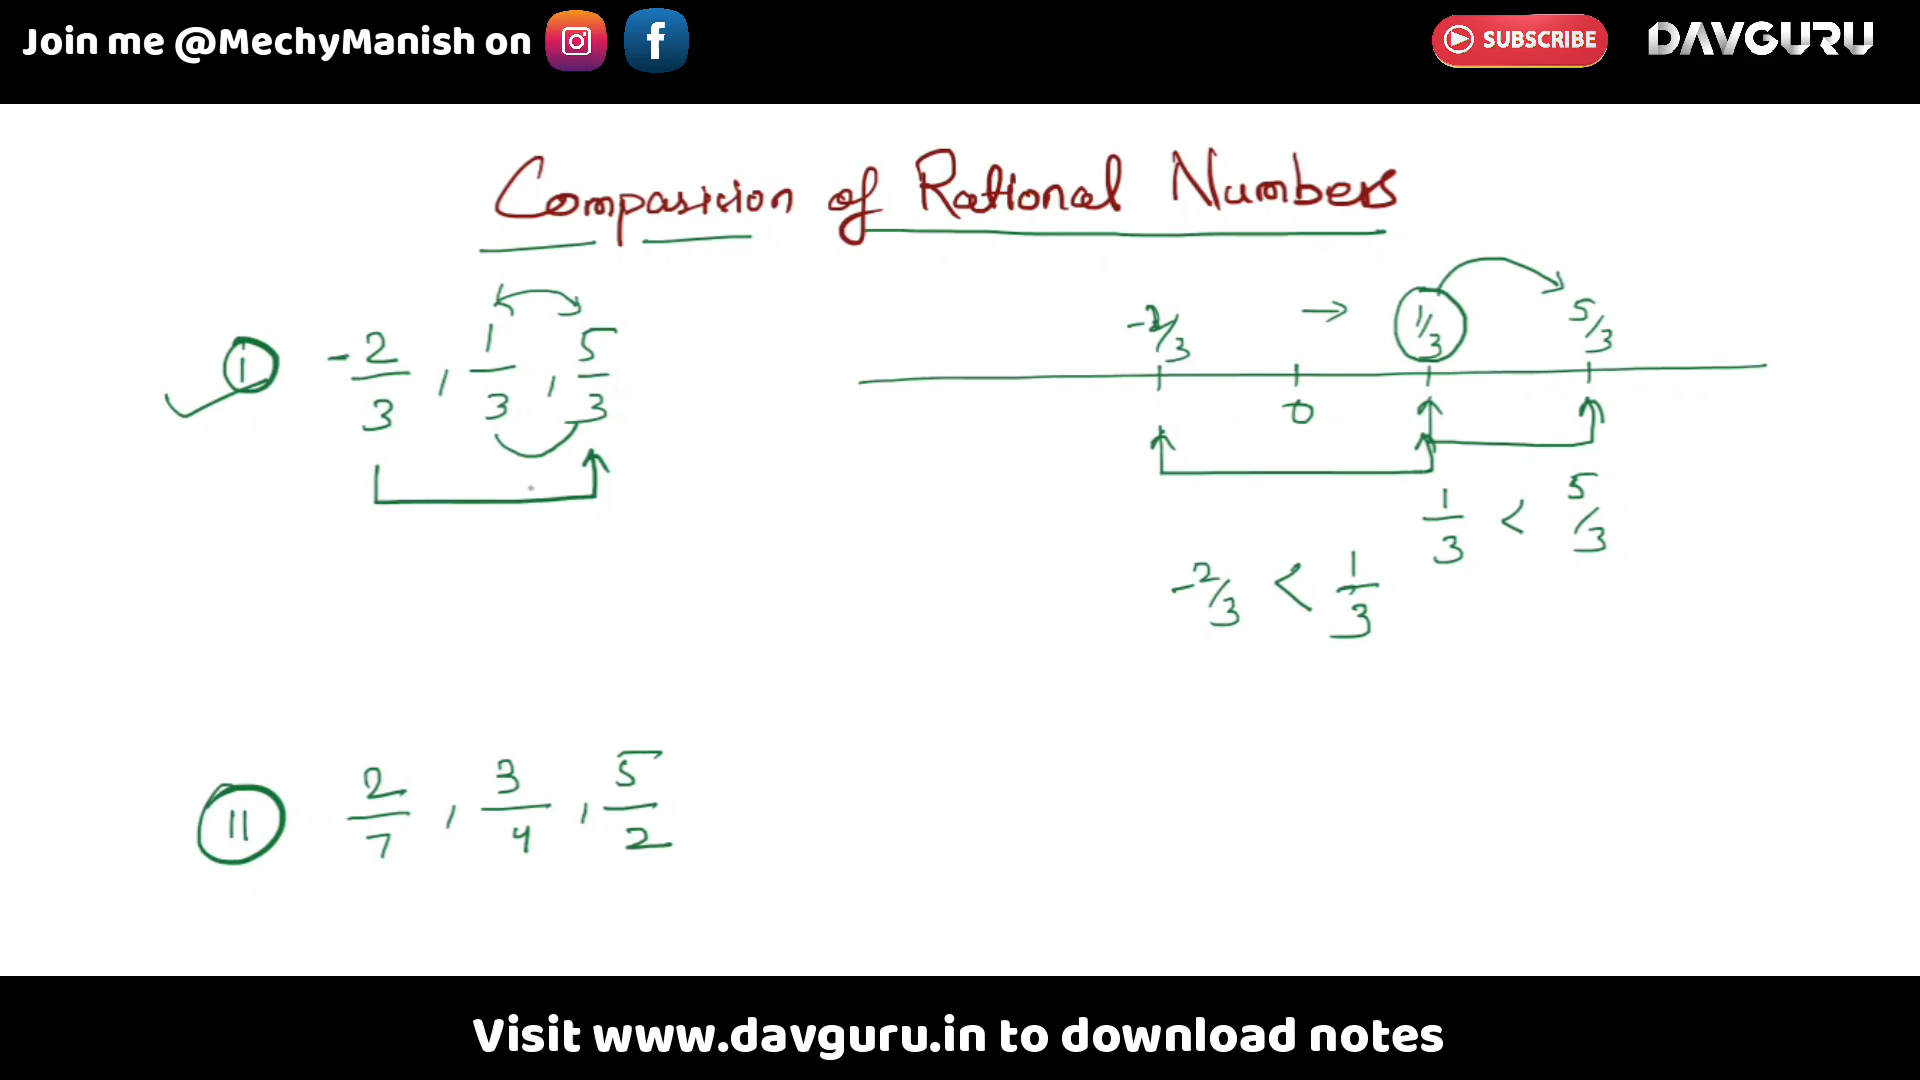 Join me @MechyManish on
SUBSCRIBE
DAVGURU
Comparision of Rational Numbers
I -2/3 , 1/3 , 5/3
-2/3 → 1/3 5/3
0
1/3 < 5/3
-2/3 < 1/3
II 2/7 , 3/4 , 5/2
Visit www.davguru.in to download notes